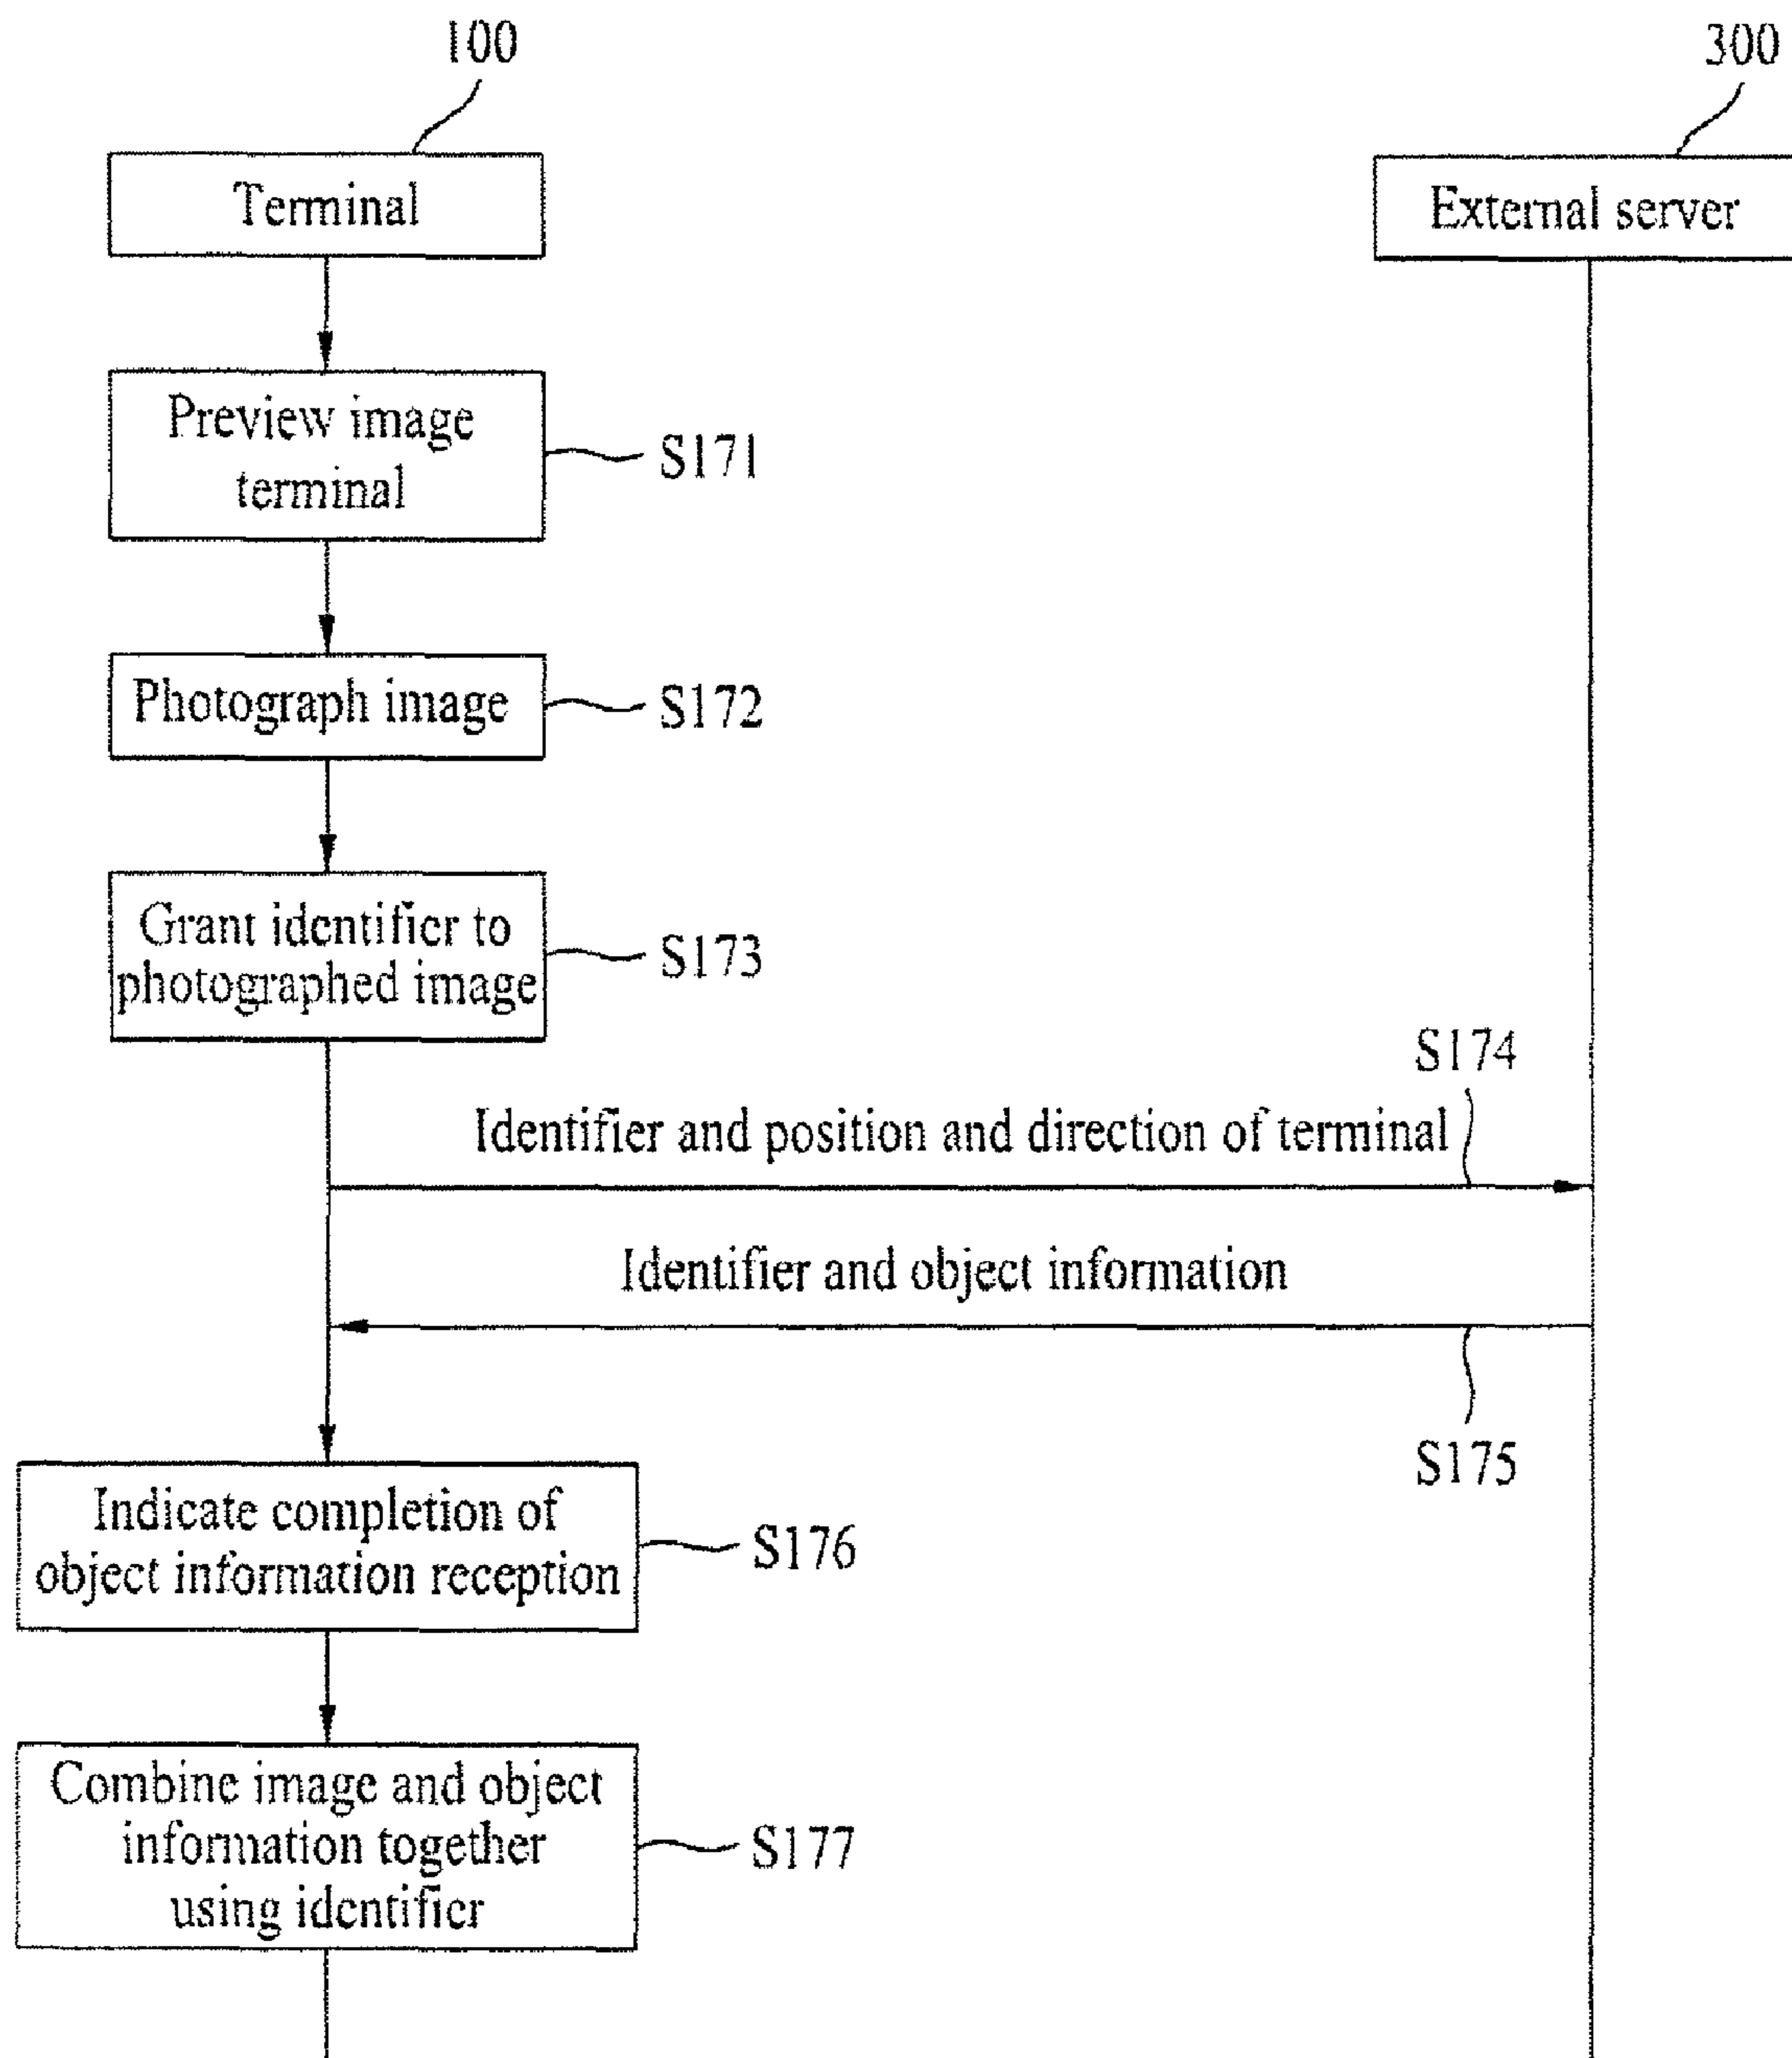 100
300
Terminal
External server
Preview image
terminal
S171
Photograph image
S172
Grant identifier to
photographed image
S173
S174
Identifier and position and direction of terminal
Identifier and object information
S175
Indicate completion of
object information reception
S176
Combine image and object
information together
using identifier
S177